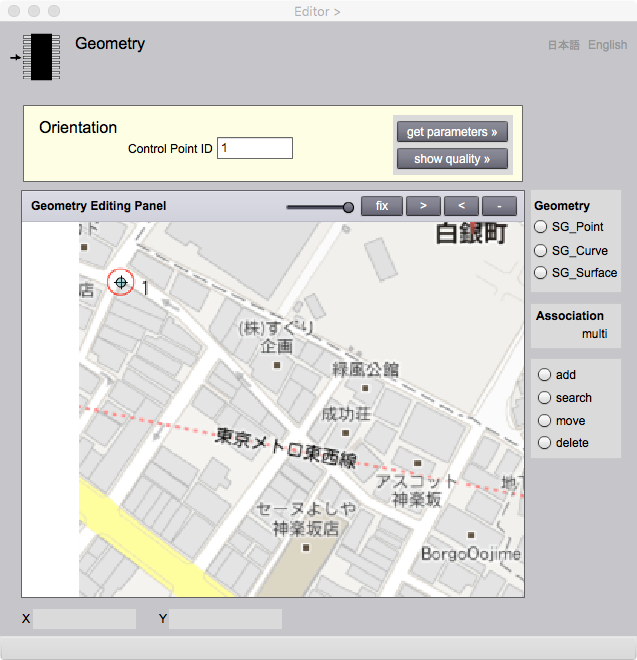 Editor >
Geometry
日本語 English
Orientation
Control Point ID 1
get parameters »
show quality »
Geometry Editing Panel
fix > < -
Geometry
SG_Point
SG_Curve
SG_Surface
Association
multi
add
search
move
delete
白銀町
カド
店
1
(株)すぐり
企画
緑風公館
成功荘
東京メトロ東西線
アスコット
神楽坂
地下
セーヌよしや
神楽坂店
BorgoOojime
X
Y